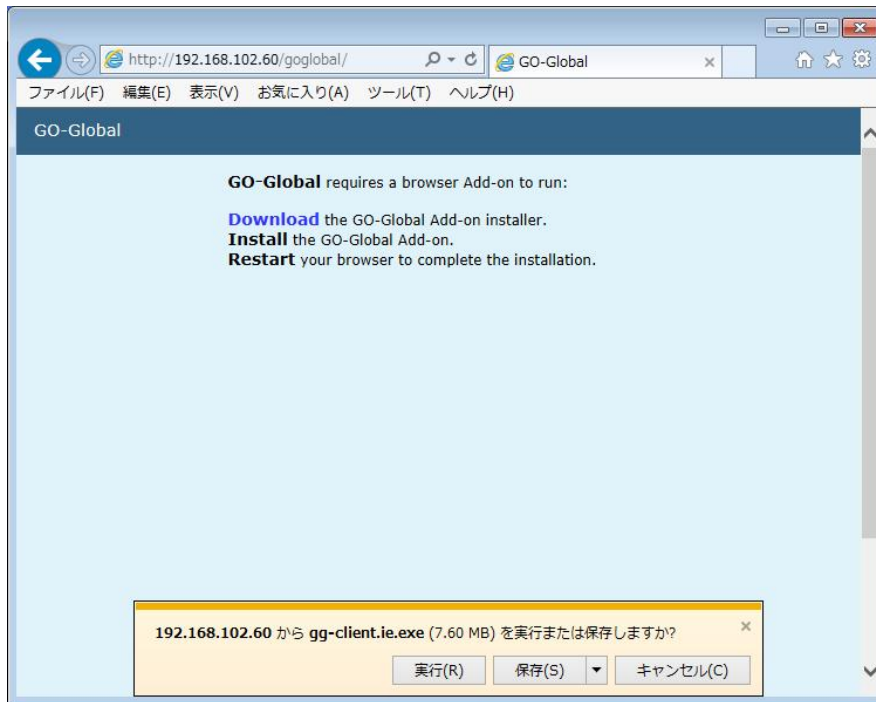 http://192.168.102.60/goglobal/
GO-Global
ファイル(F) 編集(E) 表示(V) お気に入り(A) ツール(T) ヘルプ(H)
GO-Global
GO-Global requires a browser Add-on to run:
Download the GO-Global Add-on installer.
Install the GO-Global Add-on.
Restart your browser to complete the installation.
192.168.102.60 から gg-client.ie.exe (7.60 MB) を実行または保存しますか?
実行(R) 保存(S) キャンセル(C)